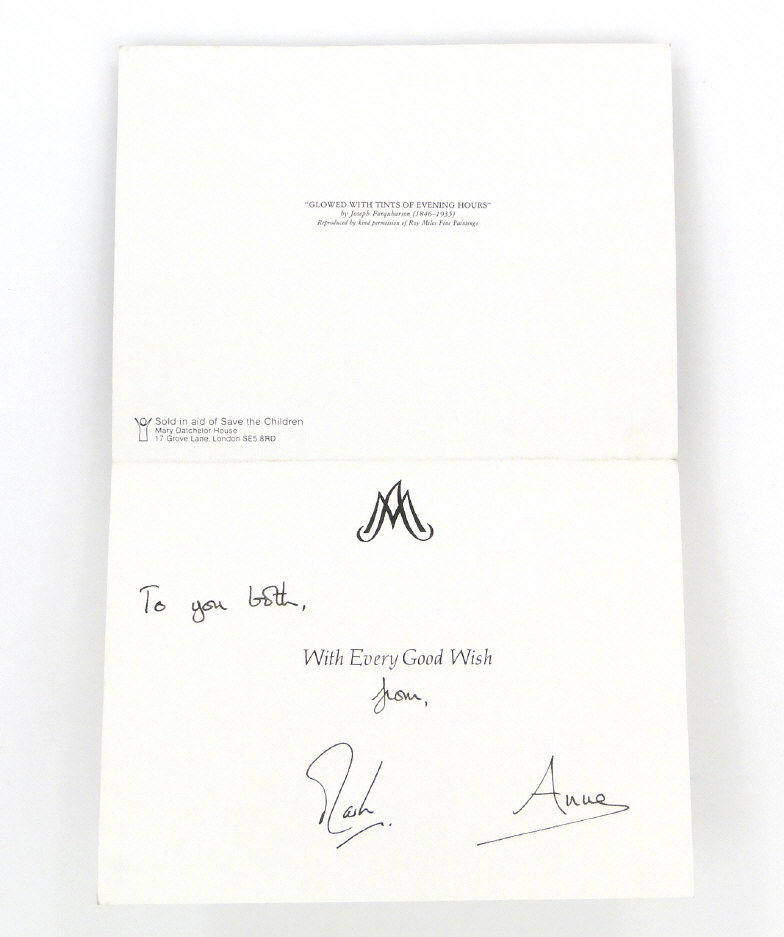 "GLOWED WITH TINTS OF EVENING HOURS"
by Joseph Farquharson (1846–1935)
Reproduced by kind permission of Roy Miles Fine Paintings
Sold in aid of Save the Children
Mary Datchelor House
17 Grove Lane, London SE5 8RD
To you both,
With Every Good Wish
from,
Mark. Anne